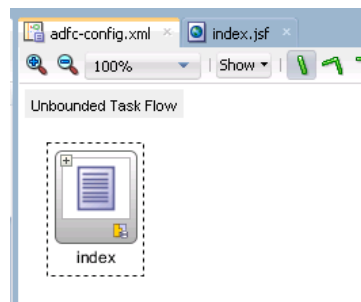 adfc-config.xml index.jsf
100% Show
Unbounded Task Flow
index